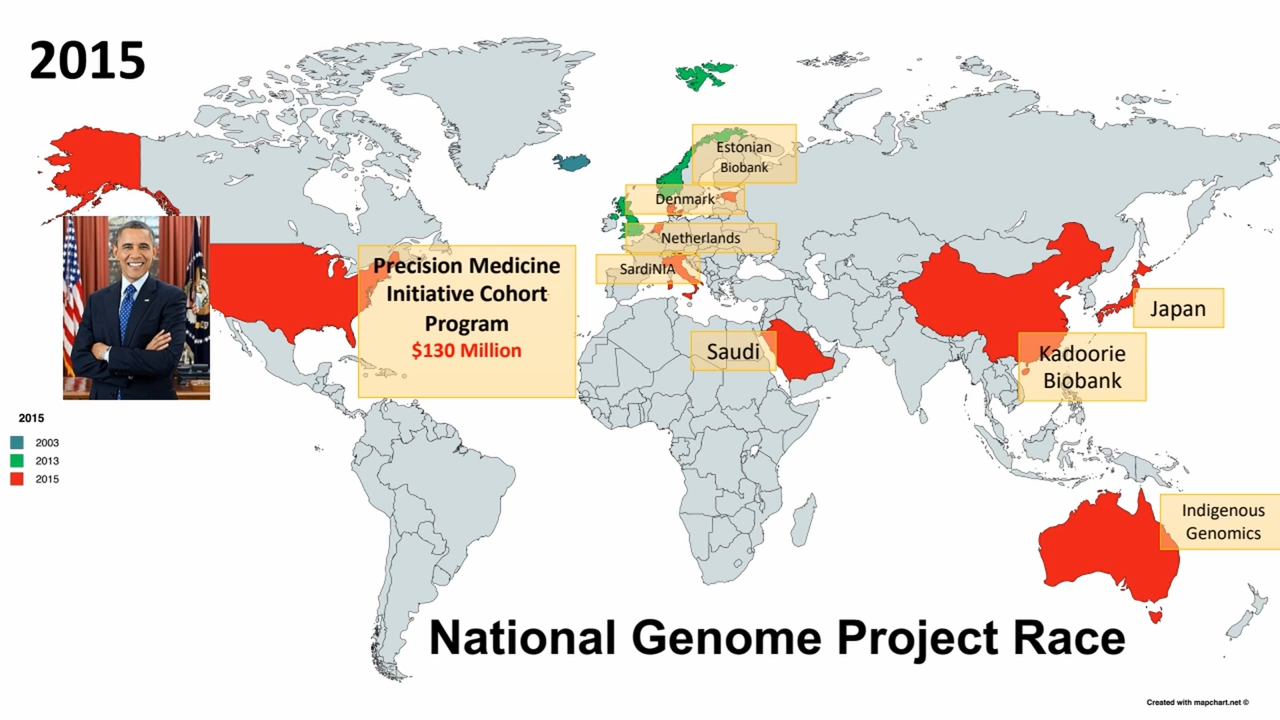 2015
Estonian
Biobank
Denmark
Netherlands
SardiNIA
Precision Medicine
Initiative Cohort
Program
$130 Million
Japan
Saudi
Kadoorie
Biobank
2015
2003
2013
2015
Indigenous
Genomics
National Genome Project Race
Created with mapchart.net ©